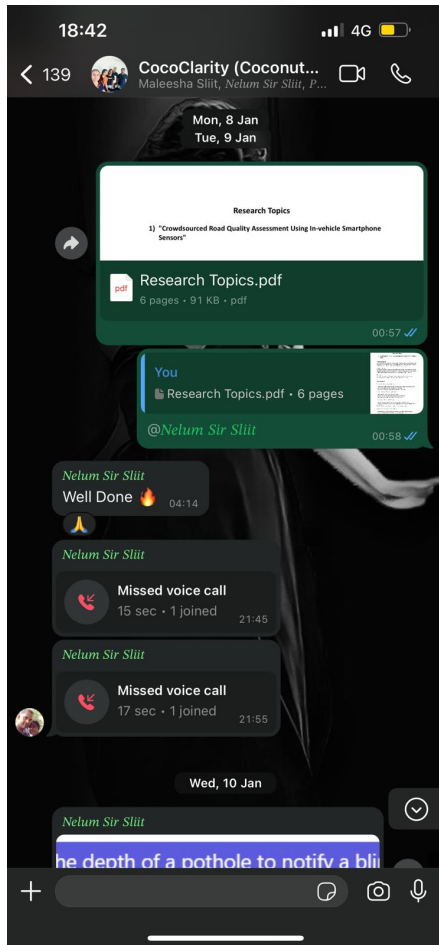 18:42
4G
139
CocoClarity (Coconut...
Maleesha Sliit, Nelum Sir Sliit, P...
Mon, 8 Jan
Tue, 9 Jan
Research Topics
1) "Crowdsourced Road Quality Assessment Using In-vehicle Smartphone
Sensors"
pdf
Research Topics.pdf
6 pages • 91 KB • pdf
00:57
You
Research Topics.pdf • 6 pages
@Nelum Sir Sliit
00:58
Nelum Sir Sliit
Well Done 🔥
04:14
🙏
Nelum Sir Sliit
Missed voice call
15 sec • 1 joined
21:45
Nelum Sir Sliit
Missed voice call
17 sec • 1 joined
21:55
Wed, 10 Jan
Nelum Sir Sliit
he depth of a pothole to notify a bli